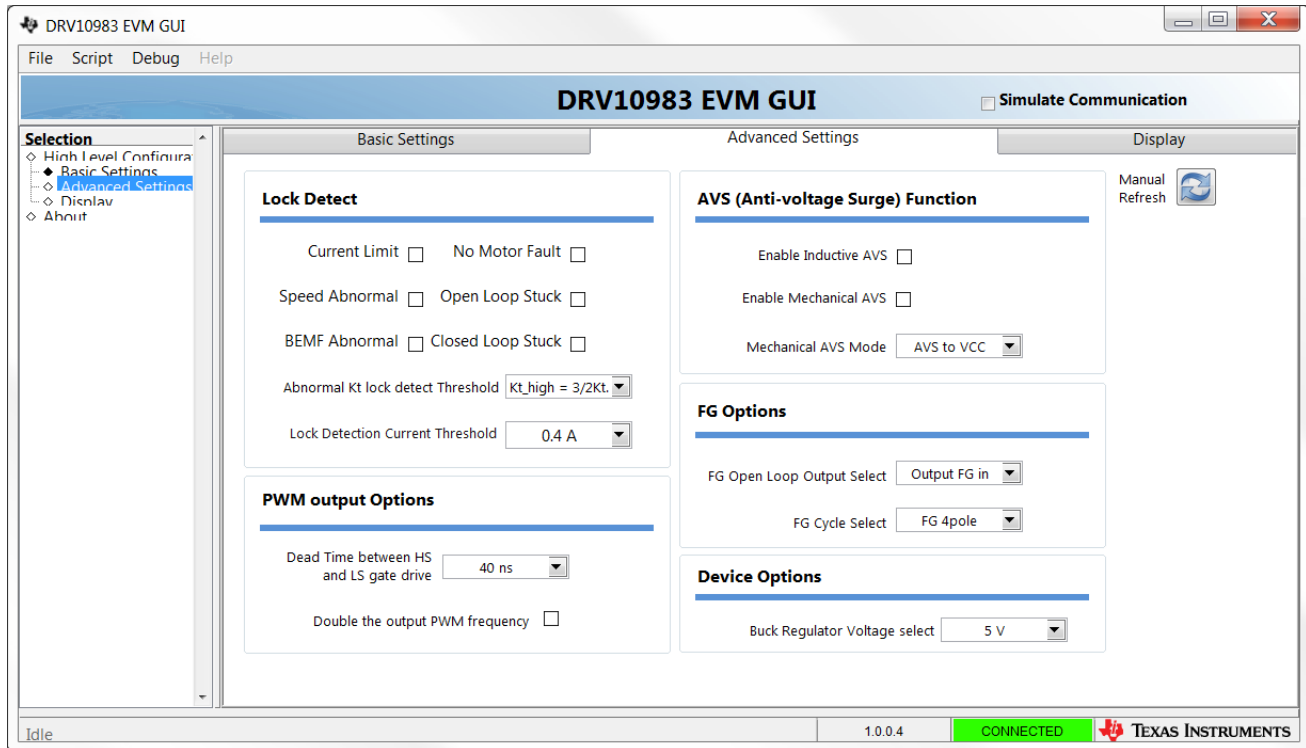 DRV10983 EVM GUI
File Script Debug Help
DRV10983 EVM GUI
Simulate Communication
Selection
High Level Configura
Basic Settings
Advanced Settings
Display
About
Basic Settings
Advanced Settings
Display
Manual
Refresh
Lock Detect
Current Limit
No Motor Fault
Speed Abnormal
Open Loop Stuck
BEMF Abnormal
Closed Loop Stuck
Abnormal Kt lock detect Threshold
Kt_high = 3/2Kt.
Lock Detection Current Threshold
0.4 A
PWM output Options
Dead Time between HS
and LS gate drive
40 ns
Double the output PWM frequency
AVS (Anti-voltage Surge) Function
Enable Inductive AVS
Enable Mechanical AVS
Mechanical AVS Mode
AVS to VCC
FG Options
FG Open Loop Output Select
Output FG in
FG Cycle Select
FG 4pole
Device Options
Buck Regulator Voltage select
5 V
Idle
1.0.0.4
CONNECTED
TEXAS INSTRUMENTS